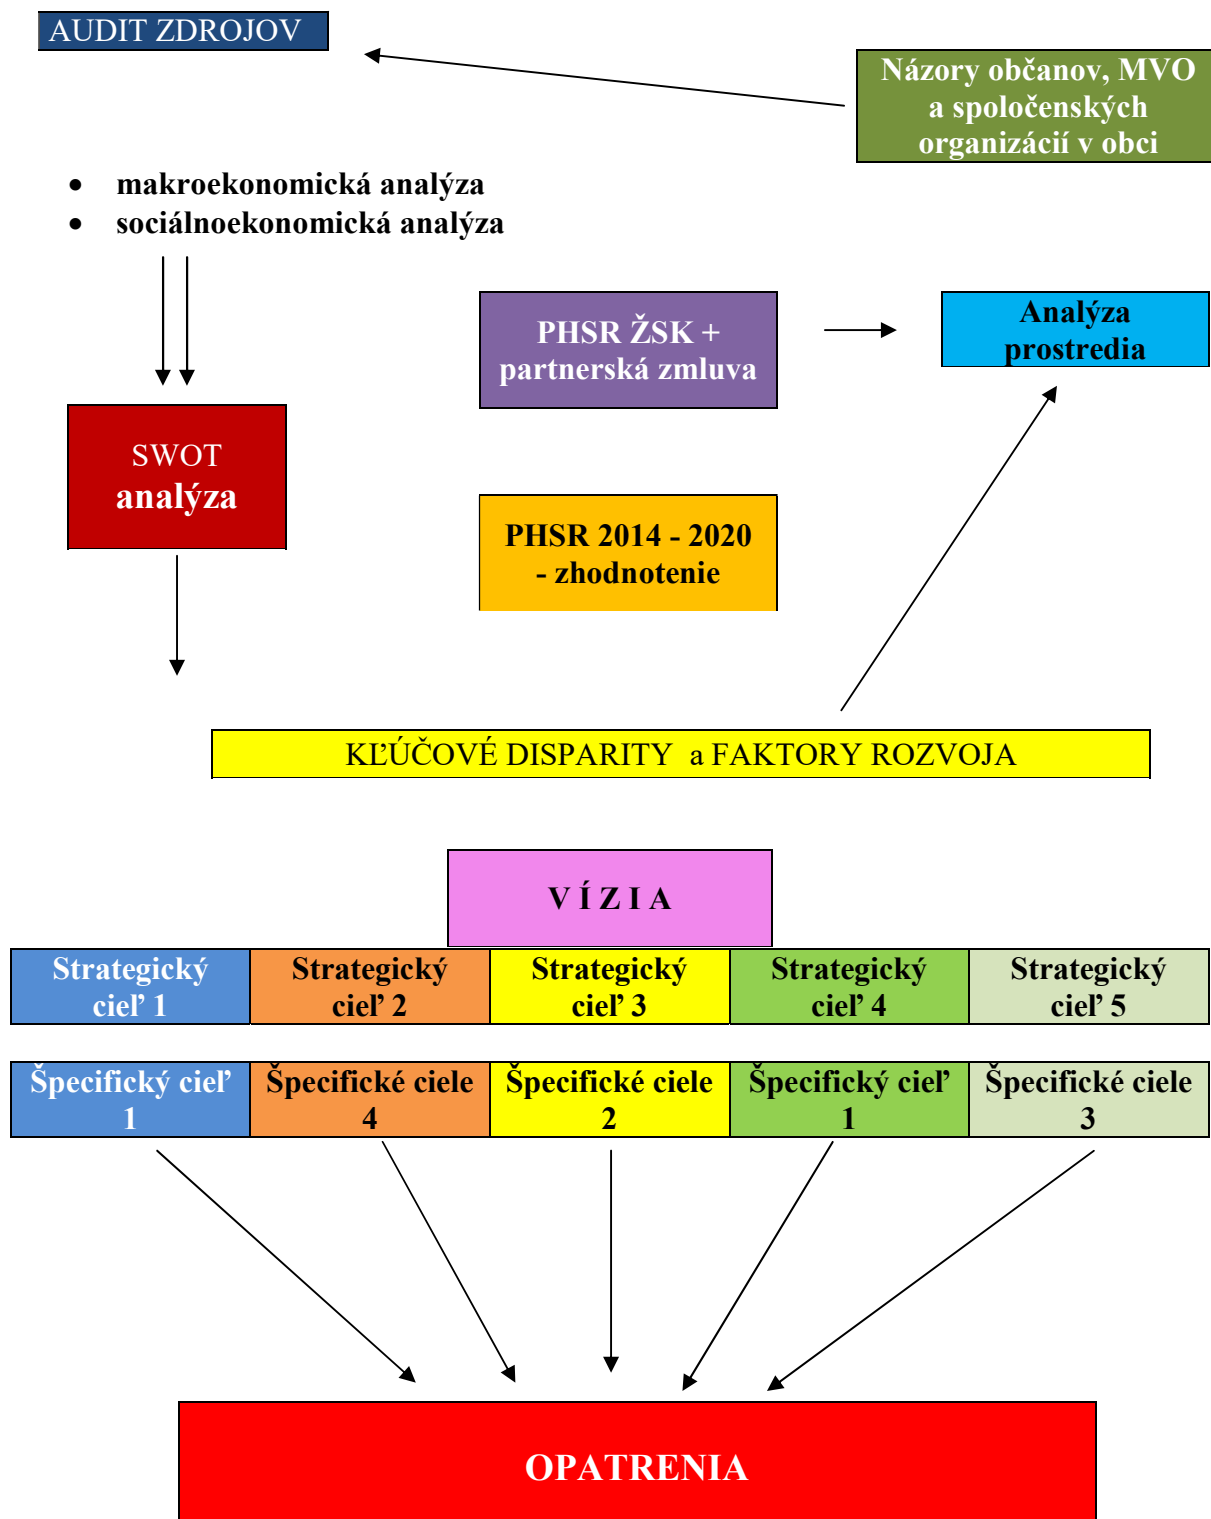 AUDIT ZDROJOV
Názory občanov, MVO
a spoločenských
organizácií v obci
• makroekonomická analýza
• sociálnoekonomická analýza
PHSR ŽSK +
partnerská zmluva
Analýza
prostredia
SWOT
analýza
PHSR 2014 - 2020
- zhodnotenie
KĽÚČOVÉ DISPARITY a FAKTORY ROZVOJA
V Í Z I A
Strategický
cieľ 1
Strategický
cieľ 2
Strategický
cieľ 3
Strategický
cieľ 4
Strategický
cieľ 5
Špecifický cieľ
1
Špecifické ciele
4
Špecifické ciele
2
Špecifický cieľ
1
Špecifické ciele
3
OPATRENIA